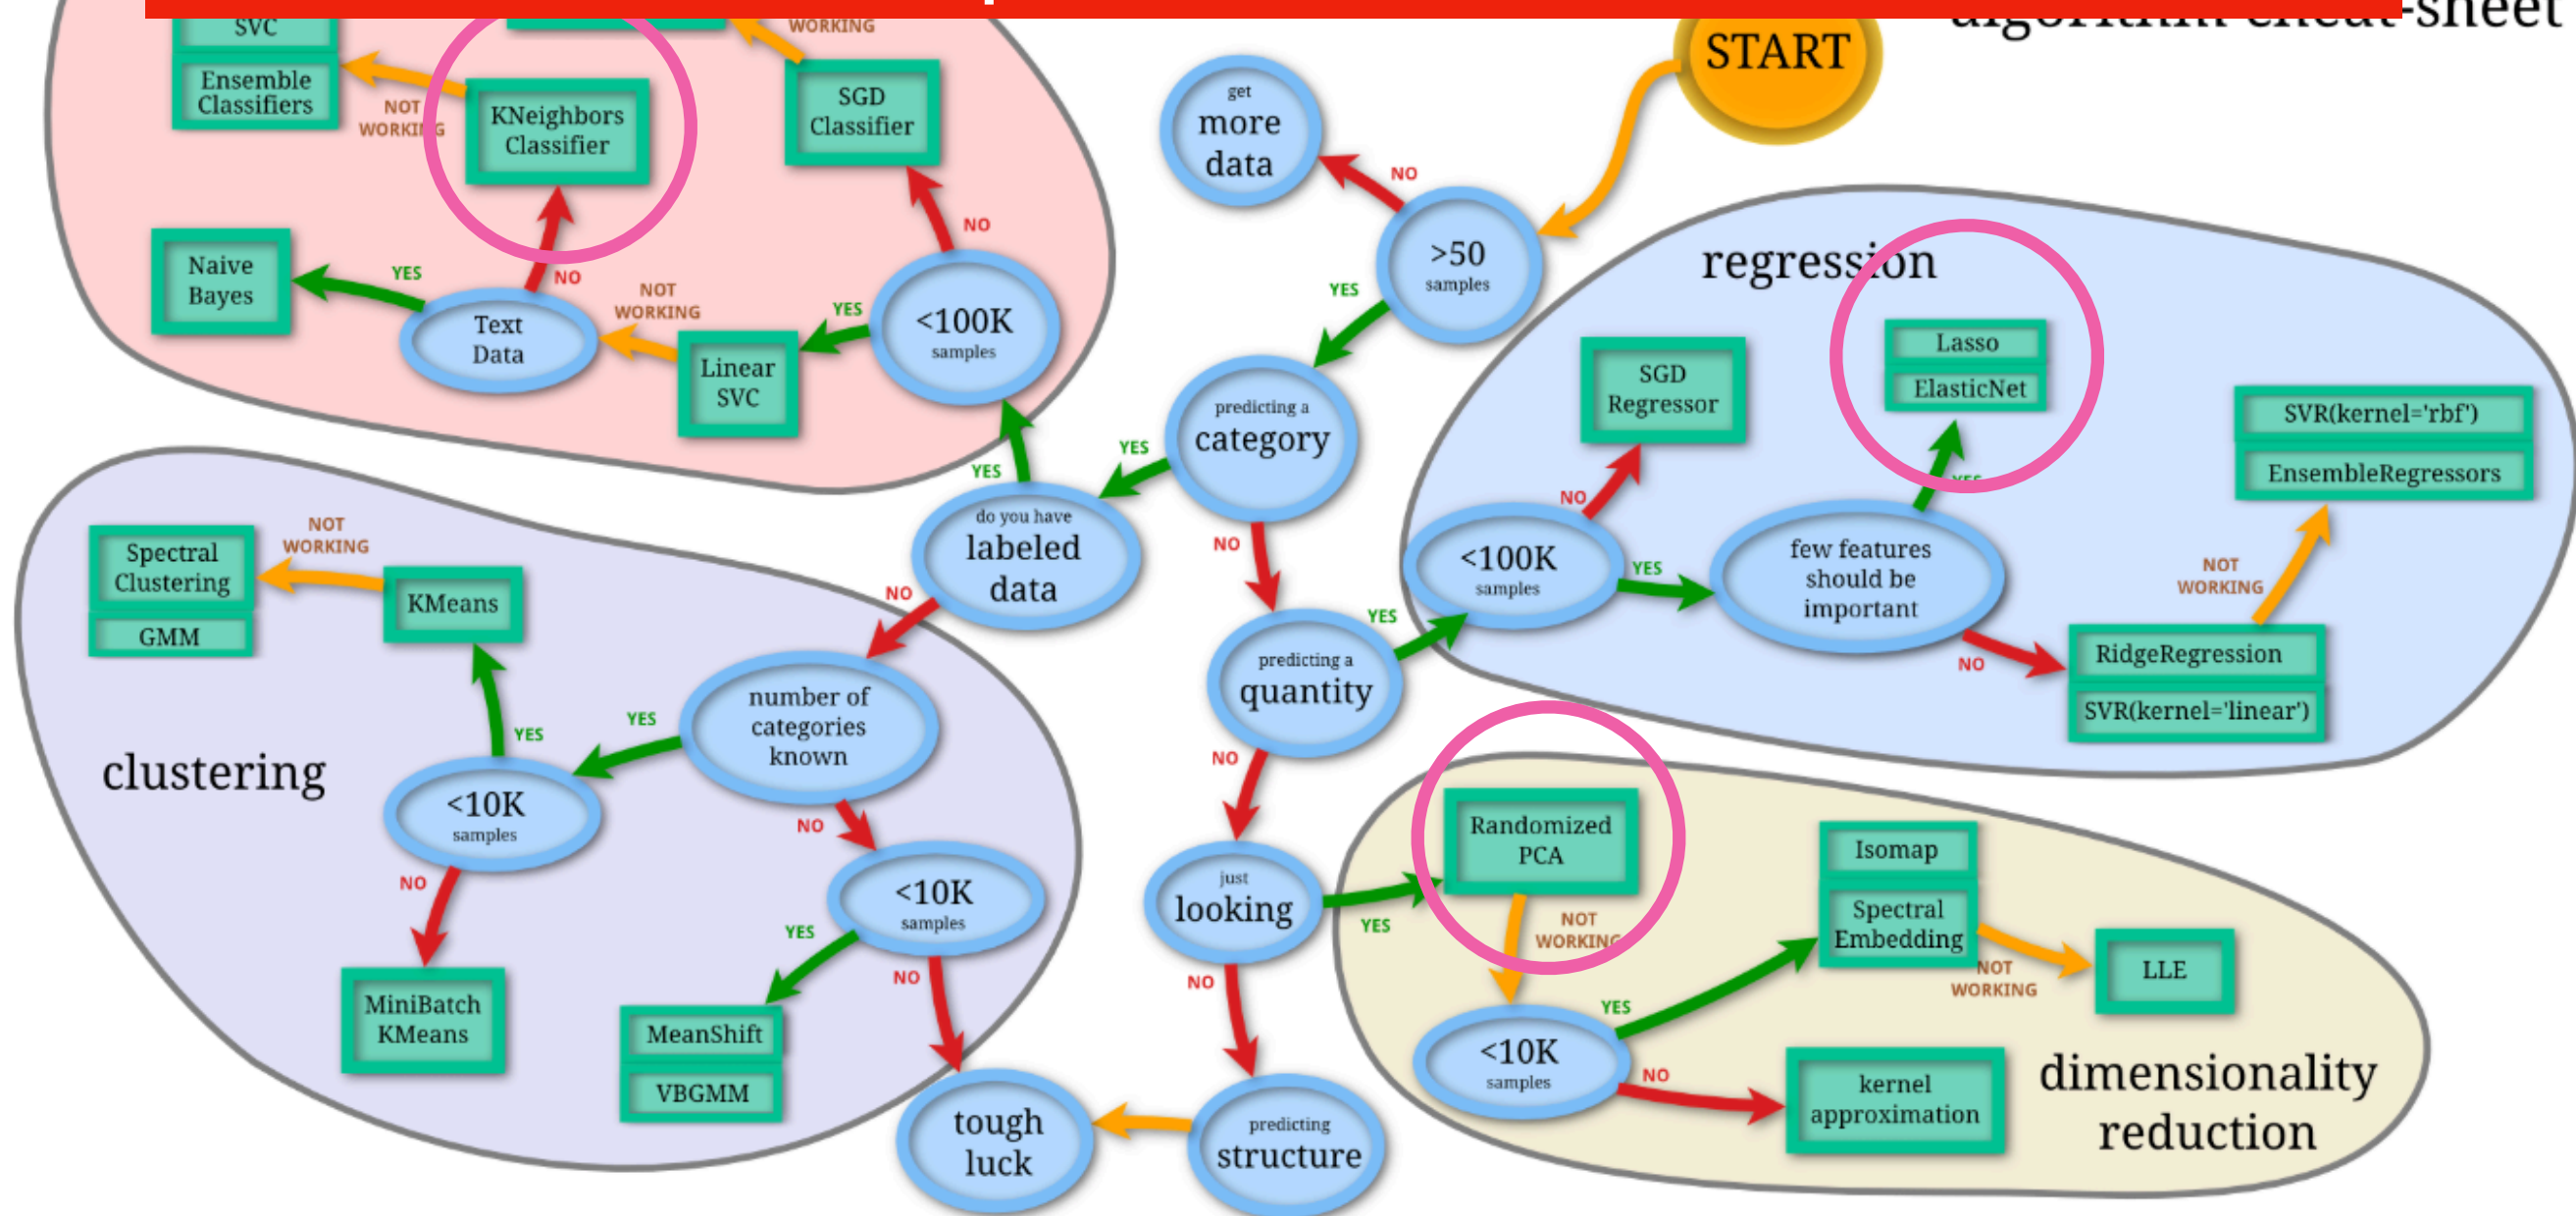 algorithm cheat-sheet
START
SVC
Ensemble
Classifiers
NOT
WORKING
KNeighbors
Classifier
WORKING
SGD
Classifier
NO
Naive
Bayes
YES
Text
Data
NO
NOT
WORKING
Linear
SVC
YES
<100K
samples
YES
get
more
data
NO
>50
samples
YES
predicting a
category
YES
NO
do you have
labeled
data
NO
regression
SGD
Regressor
NO
<100K
samples
YES
few features
should be
important
YES
Lasso
ElasticNet
NO
RidgeRegression
SVR(kernel='linear')
NOT
WORKING
SVR(kernel='rbf')
EnsembleRegressors
predicting a
quantity
YES
NO
clustering
Spectral
Clustering
GMM
NOT
WORKING
KMeans
YES
<10K
samples
NO
MiniBatch
KMeans
YES
number of
categories
known
NO
<10K
samples
YES
MeanShift
VBGMM
NO
tough
luck
just
looking
YES
NO
predicting
structure
Randomized
PCA
NOT
WORKING
<10K
samples
YES
Isomap
Spectral
Embedding
NOT
WORKING
LLE
NO
kernel
approximation
dimensionality
reduction